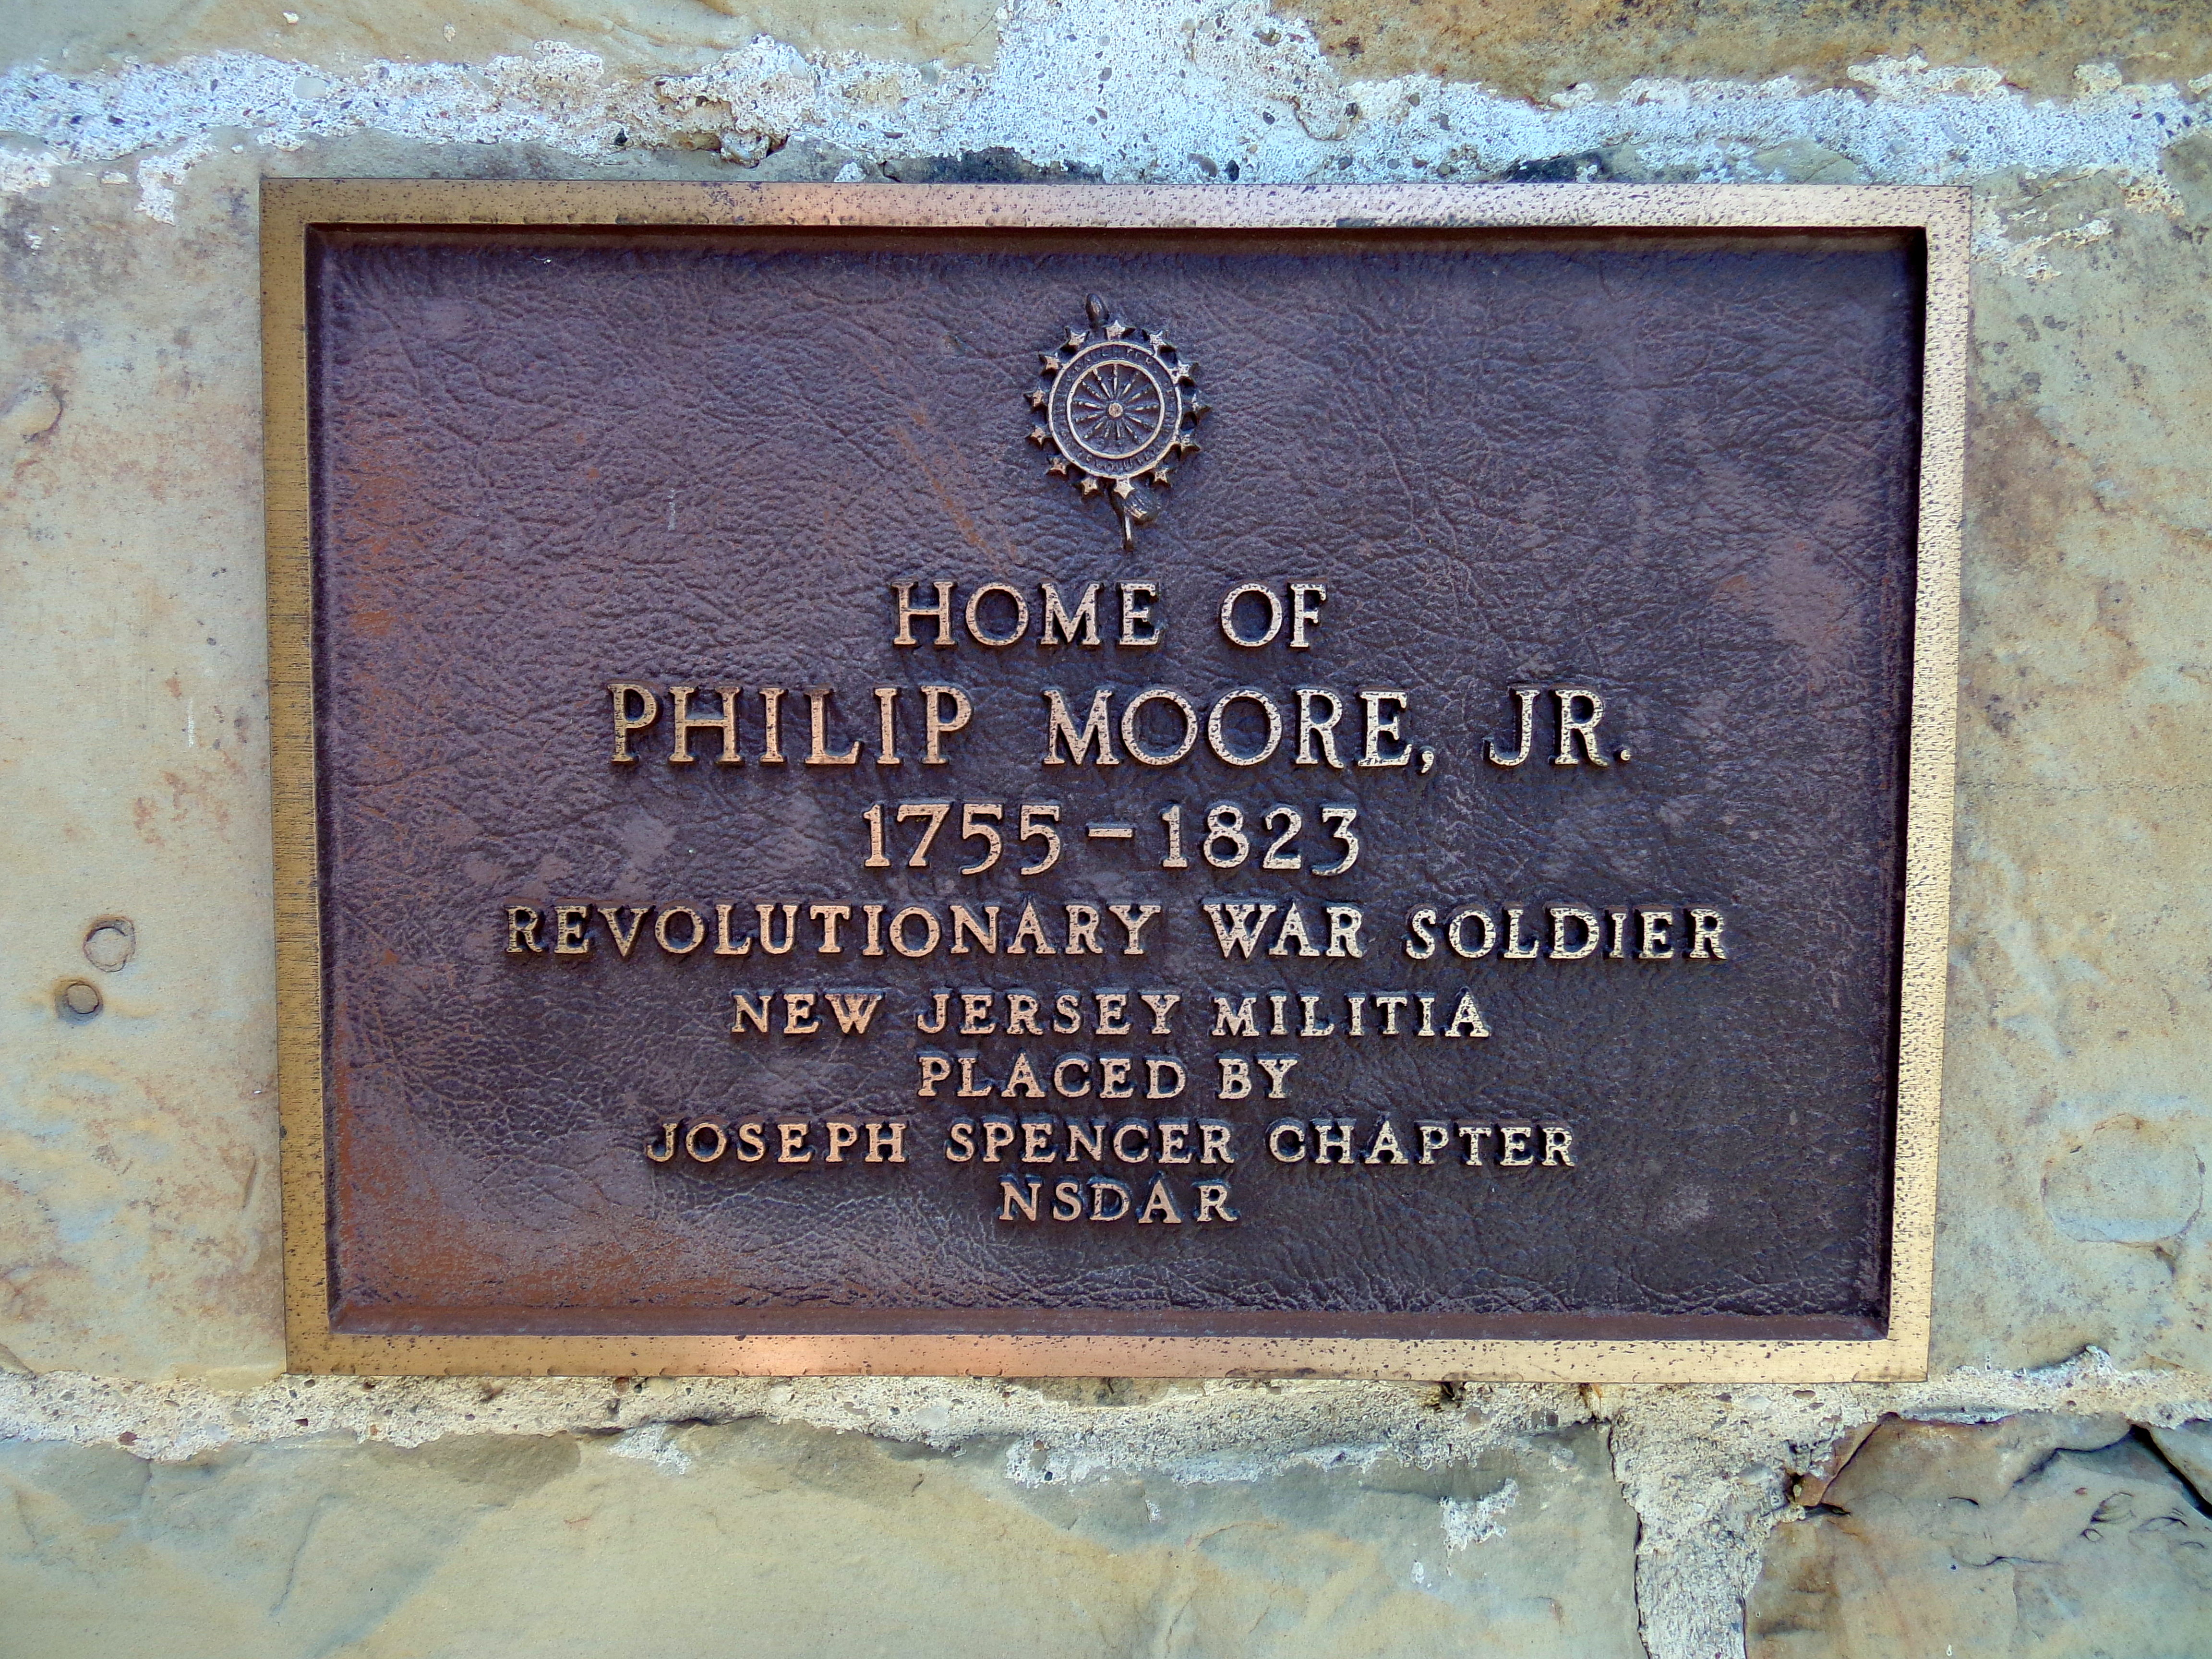 HOME OF
PHILIP MOORE, JR.
1755-1823
REVOLUTIONARY WAR SOLDIER
NEW JERSEY MILITIA
PLACED BY
JOSEPH SPENCER CHAPTER
NSDAR